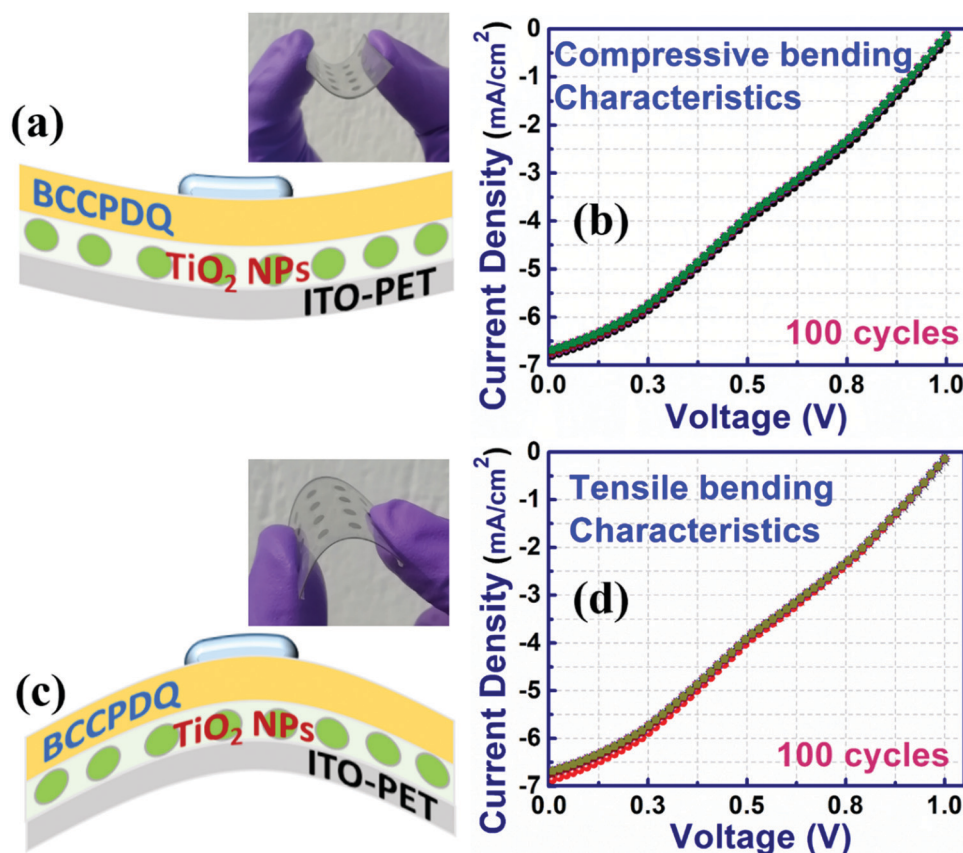 (a)
BCCPDQ
TiO₂ NPs
ITO-PET
Compressive bending
Characteristics
(b)
100 cycles
Current Density (mA/cm²)
0
-1
-2
-3
-4
-5
-6
-7
0.0 0.3 0.5 0.8 1.0
Voltage (V)
(c)
BCCPDQ
TiO₂ NPs
ITO-PET
Tensile bending
Characteristics
(d)
100 cycles
Current Density (mA/cm²)
0
-1
-2
-3
-4
-5
-6
-7
0.0 0.3 0.5 0.8 1.0
Voltage (V)